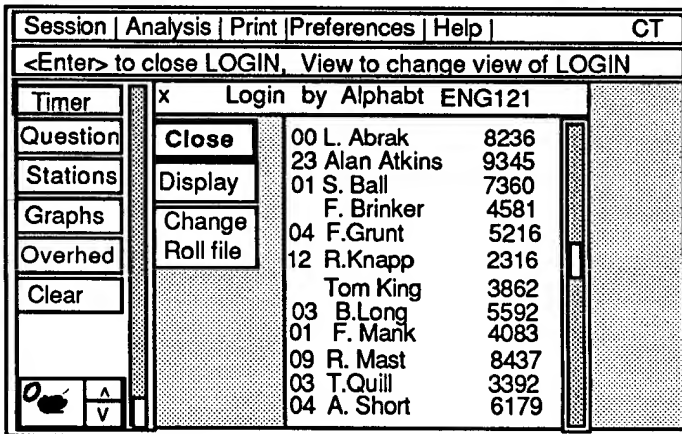 Session | Analysis | Print |Preferences | Help | CT
<Enter> to close LOGIN, View to change view of LOGIN
Timer
Question
Stations
Graphs
Overhed
Clear
x Login by Alphabt ENG121
Close
Display
Change
Roll file
00 L. Abrak 8236
23 Alan Atkins 9345
01 S. Ball 7360
F. Brinker 4581
04 F.Grunt 5216
12 R.Knapp 2316
Tom King 3862
03 B.Long 5592
01 F. Mank 4083
09 R. Mast 8437
03 T.Quill 3392
04 A. Short 6179